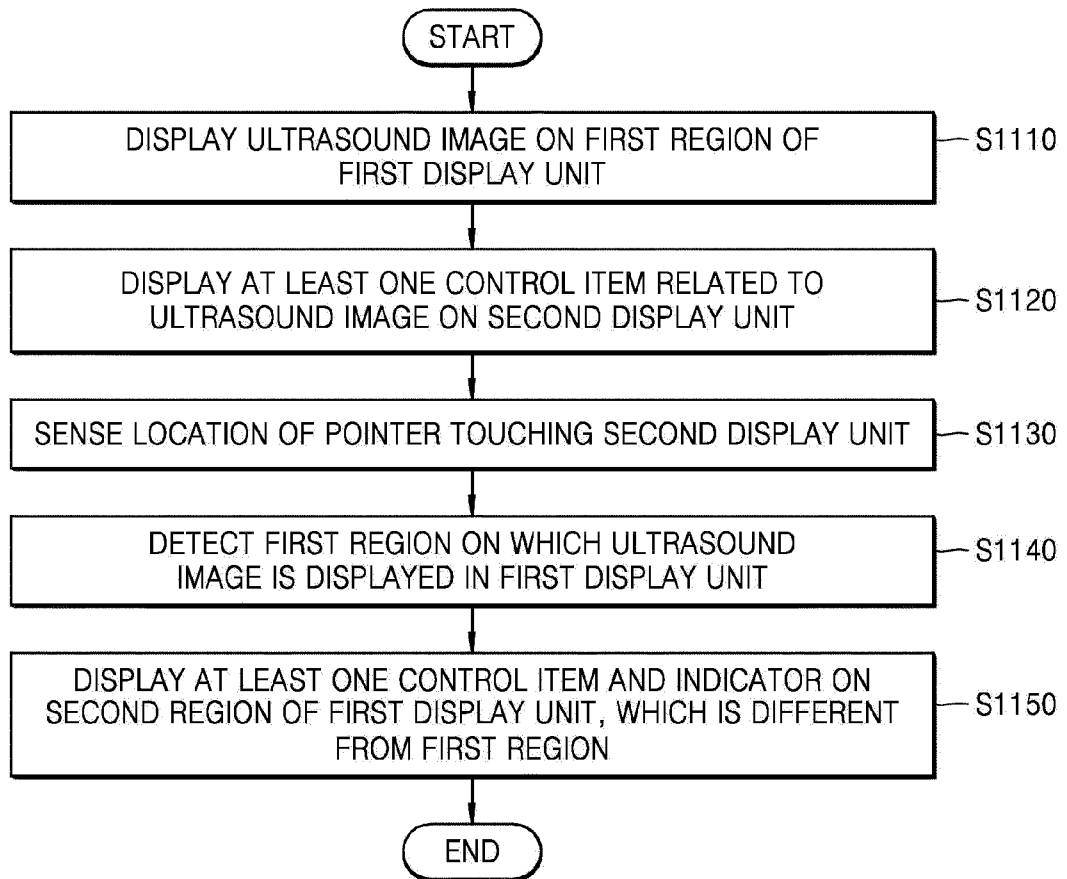 START
DISPLAY ULTRASOUND IMAGE ON FIRST REGION OF
FIRST DISPLAY UNIT
S1110
DISPLAY AT LEAST ONE CONTROL ITEM RELATED TO
ULTRASOUND IMAGE ON SECOND DISPLAY UNIT
S1120
SENSE LOCATION OF POINTER TOUCHING SECOND DISPLAY UNIT
S1130
DETECT FIRST REGION ON WHICH ULTRASOUND
IMAGE IS DISPLAYED IN FIRST DISPLAY UNIT
S1140
DISPLAY AT LEAST ONE CONTROL ITEM AND INDICATOR ON
SECOND REGION OF FIRST DISPLAY UNIT, WHICH IS DIFFERENT
FROM FIRST REGION
S1150
END